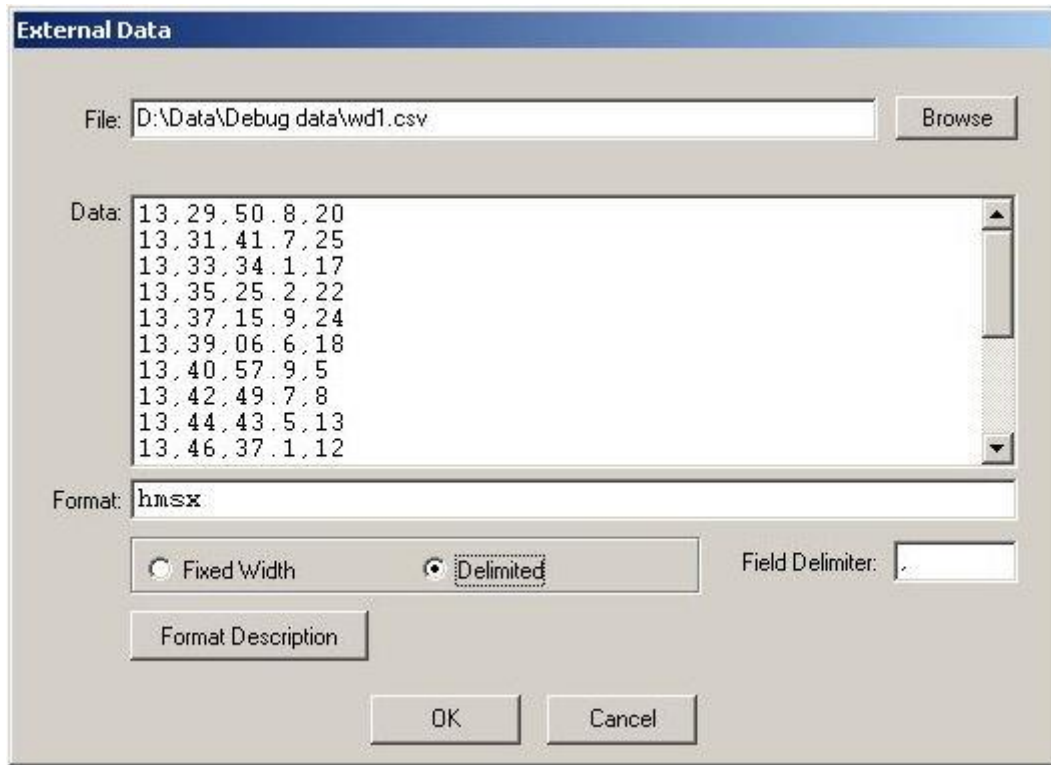 External Data
File: D:\Data\Debug data\wd1.csv Browse
Data: 13,29,50.8,20
13,31,41.7,25
13,33,34.1,17
13,35,25.2,22
13,37,15.9,24
13,39,06.6,18
13,40,57.9,5
13,42,49.7,8
13,44,43.5,13
13,46,37.1,12
Format: hmsx
Fixed Width Delimited Field Delimiter: ,
Format Description
OK Cancel